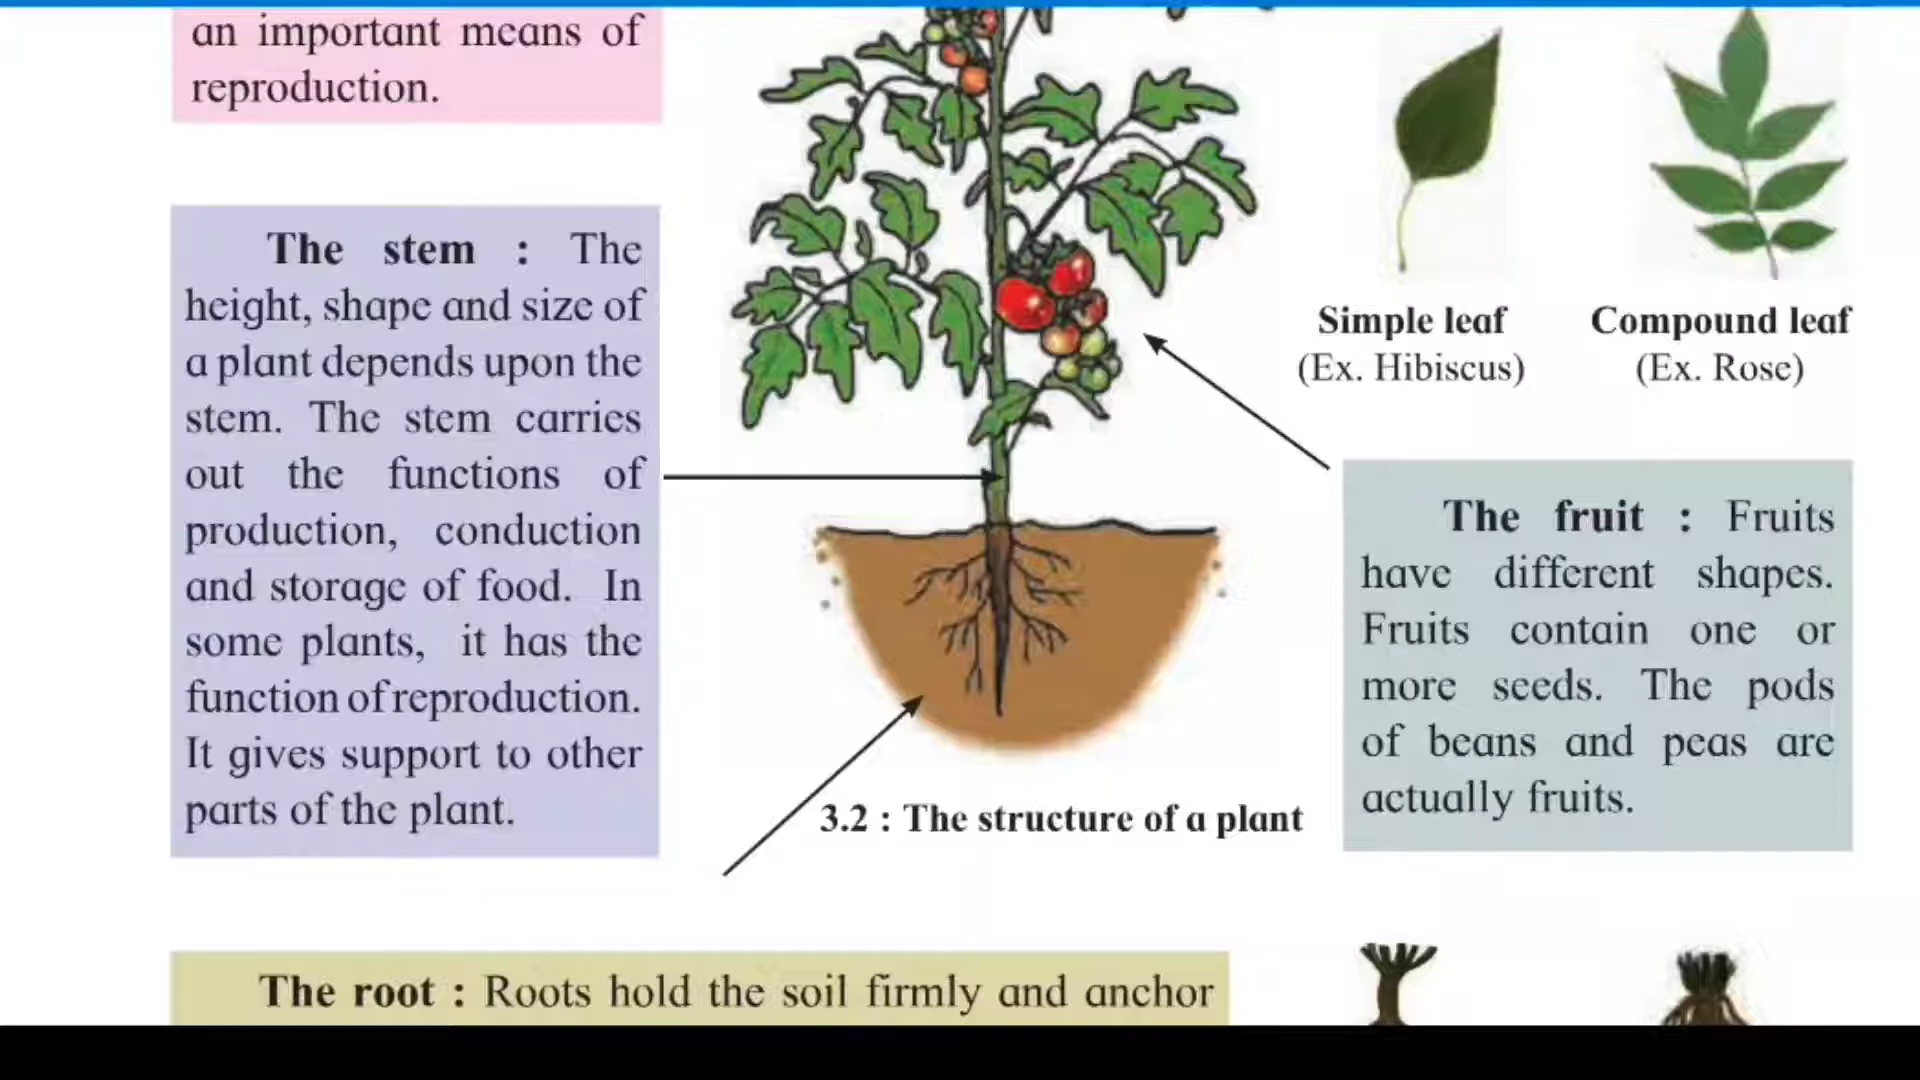 an important means of
reproduction.
The stem : The
height, shape and size of
a plant depends upon the
stem. The stem carries
out the functions of
production, conduction
and storage of food. In
some plants, it has the
function of reproduction.
It gives support to other
parts of the plant.
Simple leaf
(Ex. Hibiscus)
Compound leaf
(Ex. Rose)
The fruit : Fruits
have different shapes.
Fruits contain one or
more seeds. The pods
of beans and peas are
actually fruits.
3.2 : The structure of a plant
The root : Roots hold the soil firmly and anchor